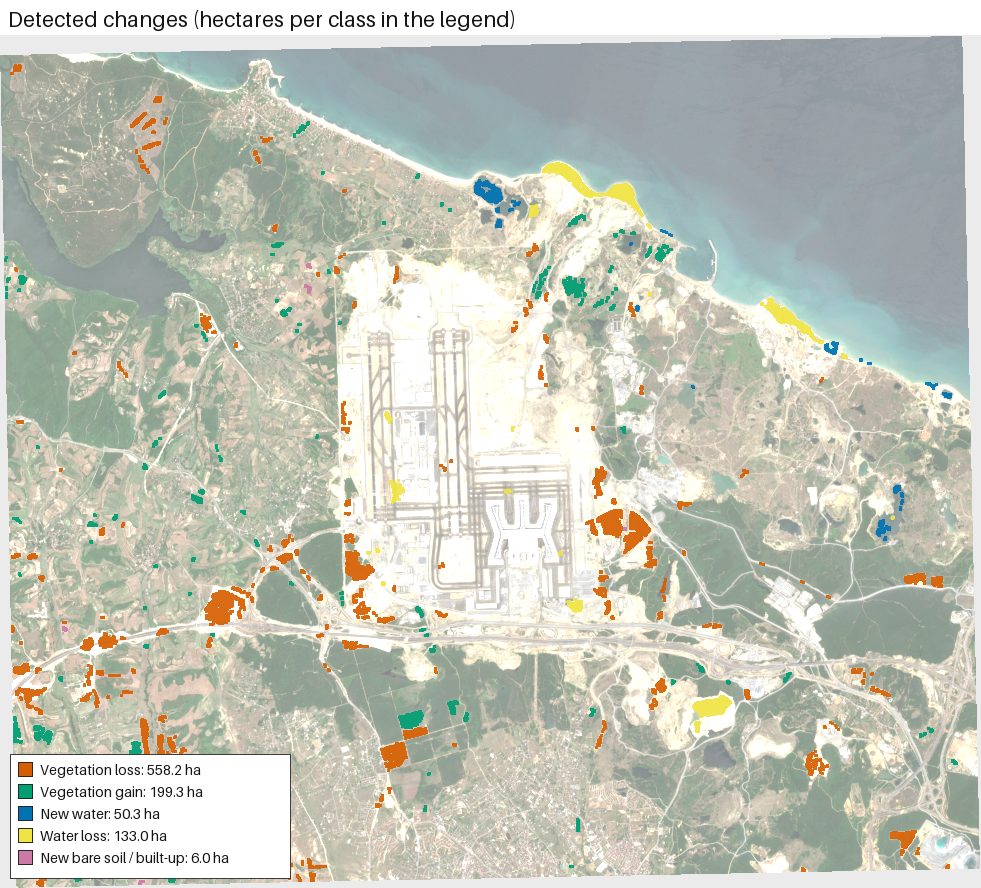 Detected changes (hectares per class in the legend)
Vegetation loss: 558.2 ha
Vegetation gain: 199.3 ha
New water: 50.3 ha
Water loss: 133.0 ha
New bare soil / built-up: 6.0 ha